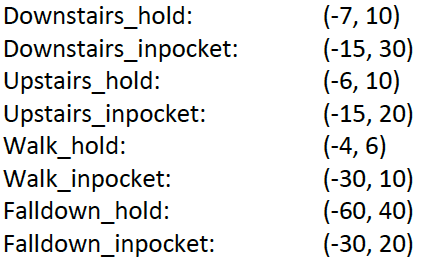 Downstairs_hold: (-7, 10)
Downstairs_inpocket: (-15, 30)
Upstairs_hold: (-6, 10)
Upstairs_inpocket: (-15, 20)
Walk_hold: (-4, 6)
Walk_inpocket: (-30, 10)
Falldown_hold: (-60, 40)
Falldown_inpocket: (-30, 20)